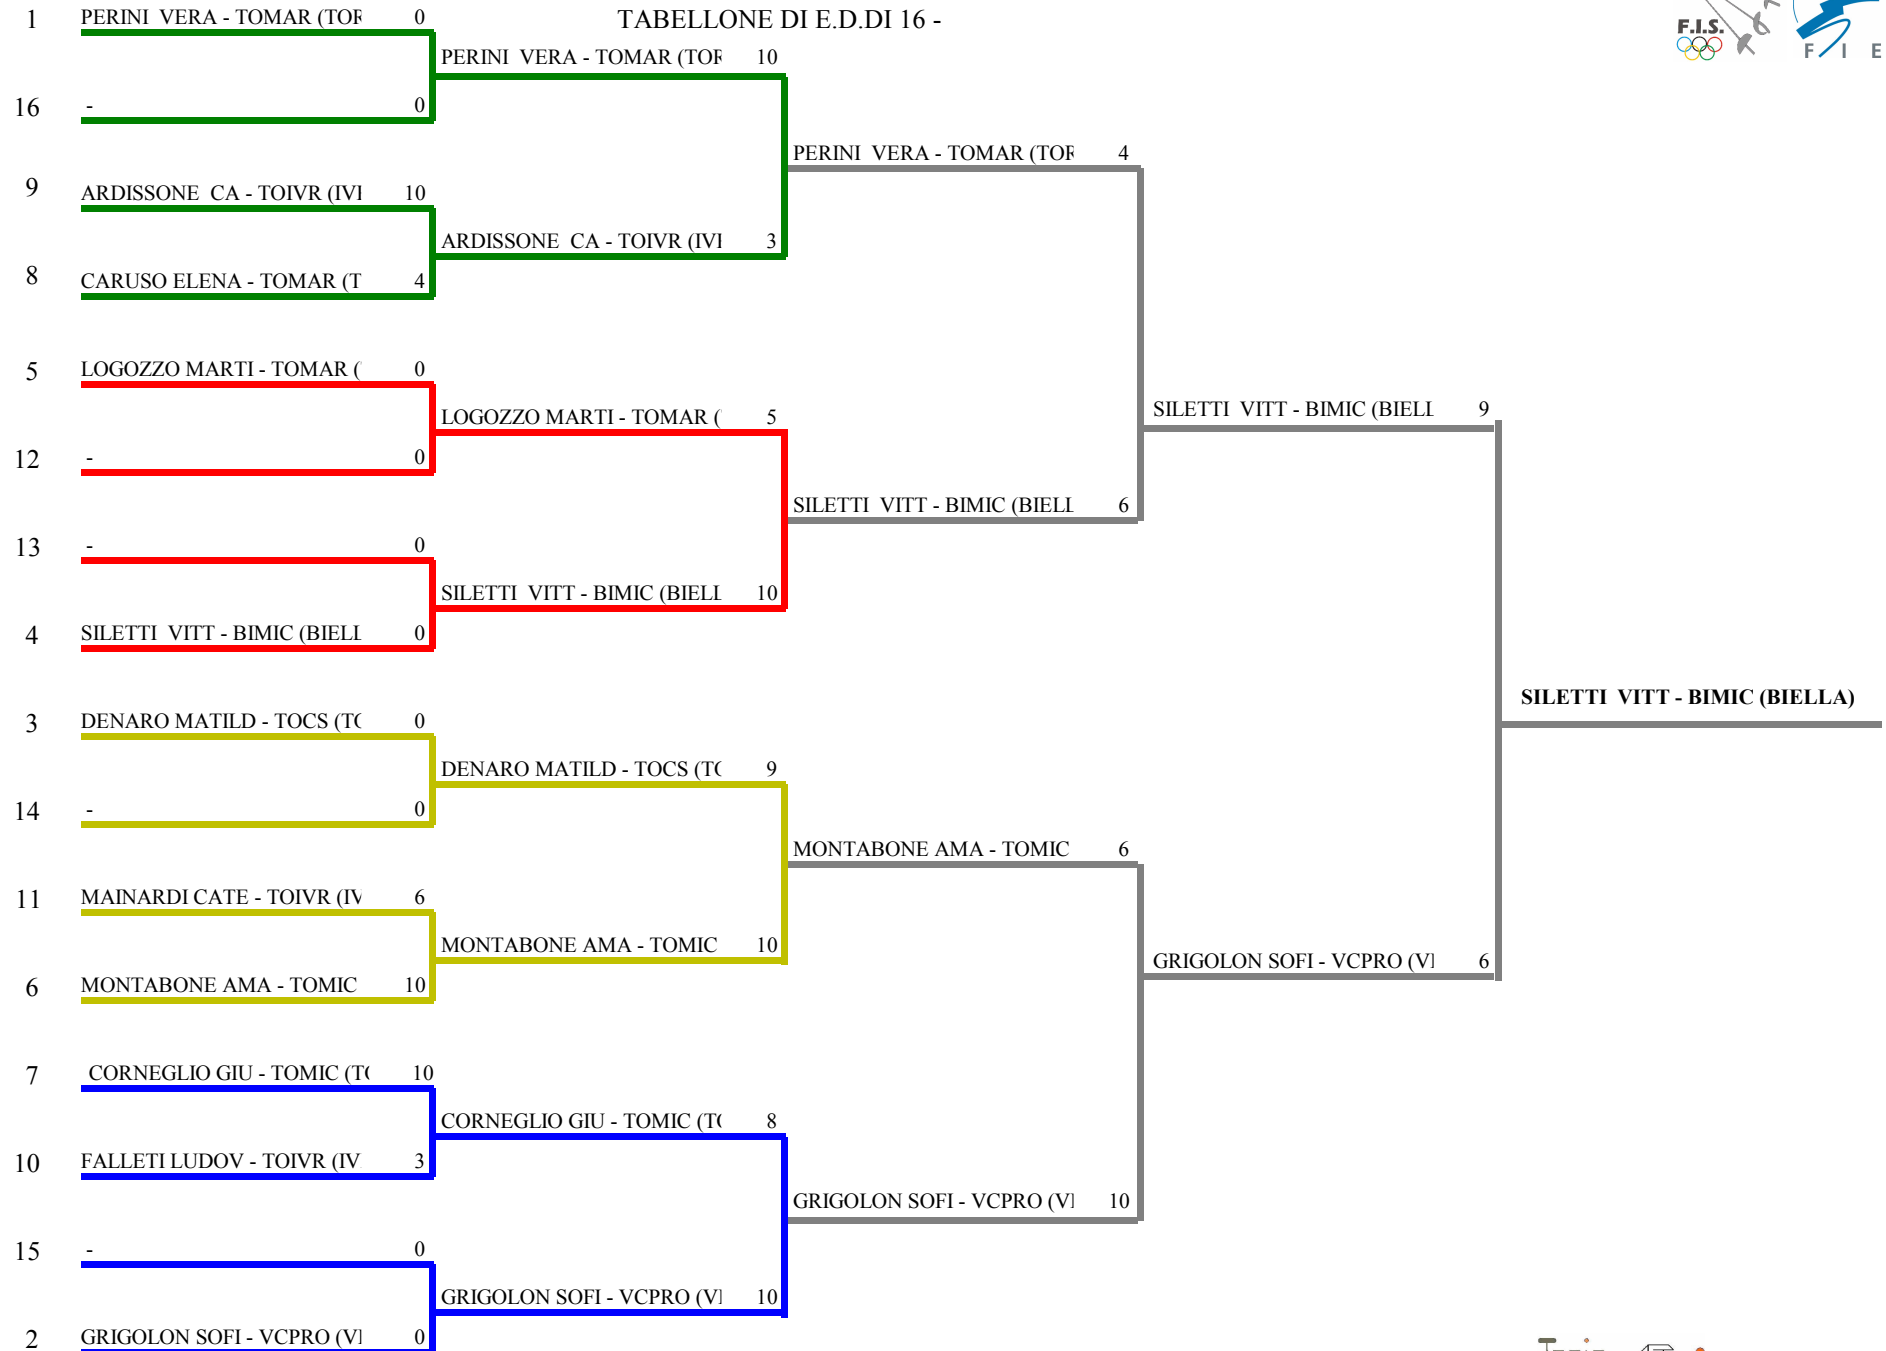 TABELLONE DI E.D.DI 16 -
F.I.S.
F I E
1 PERINI VERA - TOMAR (TOR 0
PERINI VERA - TOMAR (TOR 10
16 - 0
PERINI VERA - TOMAR (TOR 4
9 ARDISSONE CA - TOIVR (IVI 10
ARDISSONE CA - TOIVR (IVI 3
8 CARUSO ELENA - TOMAR (T 4
5 LOGOZZO MARTI - TOMAR ( 0
LOGOZZO MARTI - TOMAR ( 5
SILETTI VITT - BIMIC (BIELL 9
12 - 0
SILETTI VITT - BIMIC (BIELL 6
13 - 0
SILETTI VITT - BIMIC (BIELL 10
4 SILETTI VITT - BIMIC (BIELL 0
SILETTI VITT - BIMIC (BIELLA)
3 DENARO MATILD - TOCS (TO 0
DENARO MATILD - TOCS (TO 9
14 - 0
MONTABONE AMA - TOMIC 6
11 MAINARDI CATE - TOIVR (IV 6
MONTABONE AMA - TOMIC 10
GRIGOLON SOFI - VCPRO (VI 6
6 MONTABONE AMA - TOMIC 10
7 CORNEGLIO GIU - TOMIC (TO 10
CORNEGLIO GIU - TOMIC (TO 8
10 FALLETI LUDOV - TOIVR (IV 3
GRIGOLON SOFI - VCPRO (VI 10
15 - 0
GRIGOLON SOFI - VCPRO (VI 10
2 GRIGOLON SOFI - VCPRO (VI 0